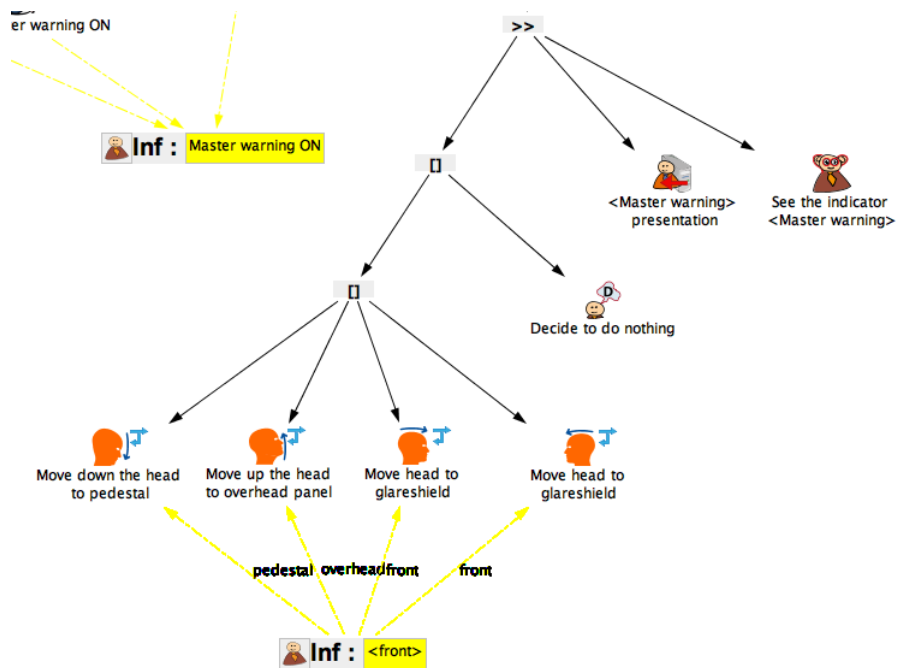 er warning ON
>>
Inf : Master warning ON
[]
<Master warning>
presentation
See the indicator
<Master warning>
[]
D
Decide to do nothing
Move down the head
to pedestal
Move up the head
to overhead panel
Move head to
glareshield
Move head to
glareshield
pedestal
overhead
front
front
Inf : <front>